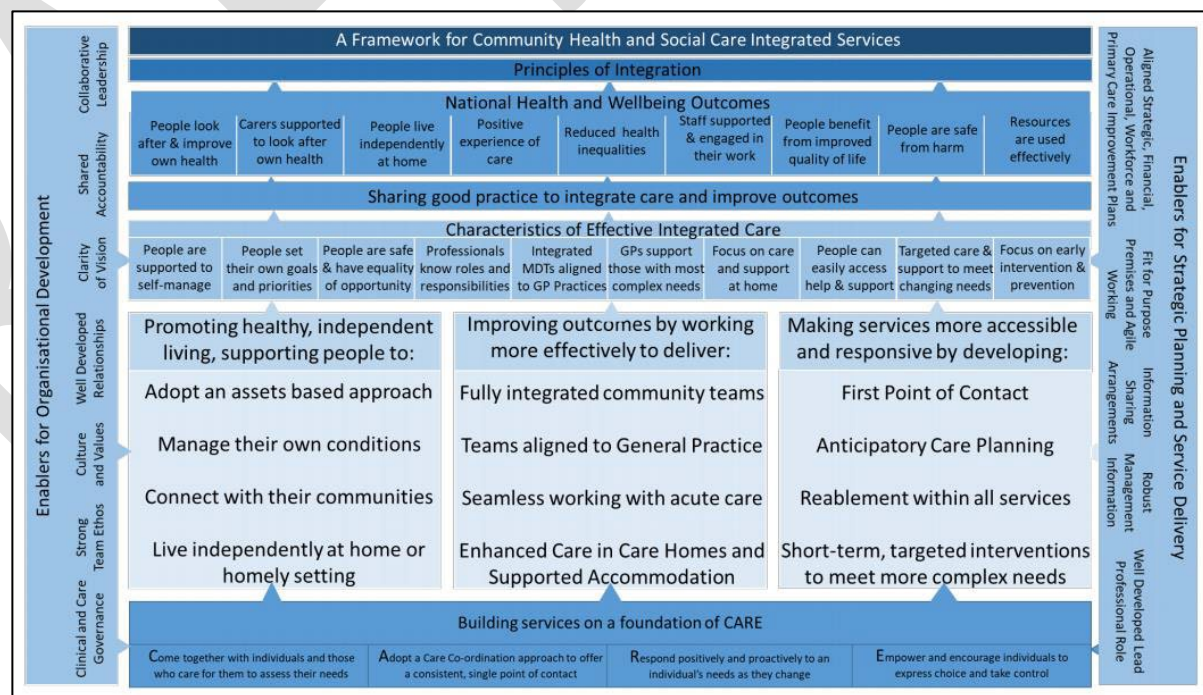 A Framework for Community Health and Social Care Integrated Services
Principles of Integration
National Health and Wellbeing Outcomes
People look
after & improve
own health
Carers supported
to look after
own health
People live
independently
at home
Positive
experience of
care
Reduced health
inequalities
Staff supported
& engaged in
their work
People benefit
from improved
quality of life
People are safe
from harm
Resources
are used
effectively
Sharing good practice to integrate care and improve outcomes
Characteristics of Effective Integrated Care
People are
supported to
self-manage
People set
their own goals
and priorities
People are safe
& have equality
of opportunity
Professionals
know roles and
responsibilities
Integrated
MDTs aligned
to GP Practices
GPs support
those with most
complex needs
Focus on care
and support
at home
People can
easily access
help & support
Targeted care &
support to meet
changing needs
Focus on early
intervention &
prevention
Promoting healthy, independent
living, supporting people to:
Adopt an assets based approach
Manage their own conditions
Connect with their communities
Live independently at home or
homely setting
Improving outcomes by working
more effectively to deliver:
Fully integrated community teams
Teams aligned to General Practice
Seamless working with acute care
Enhanced Care in Care Homes and
Supported Accommodation
Making services more accessible
and responsive by developing:
First Point of Contact
Anticipatory Care Planning
Reablement within all services
Short-term, targeted interventions
to meet more complex needs
Building services on a foundation of CARE
Come together with individuals and those
who care for them to assess their needs
Adopt a Care Co-ordination approach to offer
a consistent, single point of contact
Respond positively and proactively to an
individual's needs as they change
Empower and encourage individuals to
express choice and take control
Enablers for Organisational Development
Collaborative
Leadership
Shared
Accountability
Clarity
of Vision
Well Developed
Relationships
Culture
and Values
Strong
Team Ethos
Clinical and Care
Governance
Enablers for Strategic Planning and Service Delivery
Aligned Strategic, Financial,
Operational, Workforce and
Primary Care Improvement Plans
Fit for Purpose
Premises and Agile
Working
Information
Sharing
Arrangements
Robust
Management
Information
Well Developed Lead
Professional Role